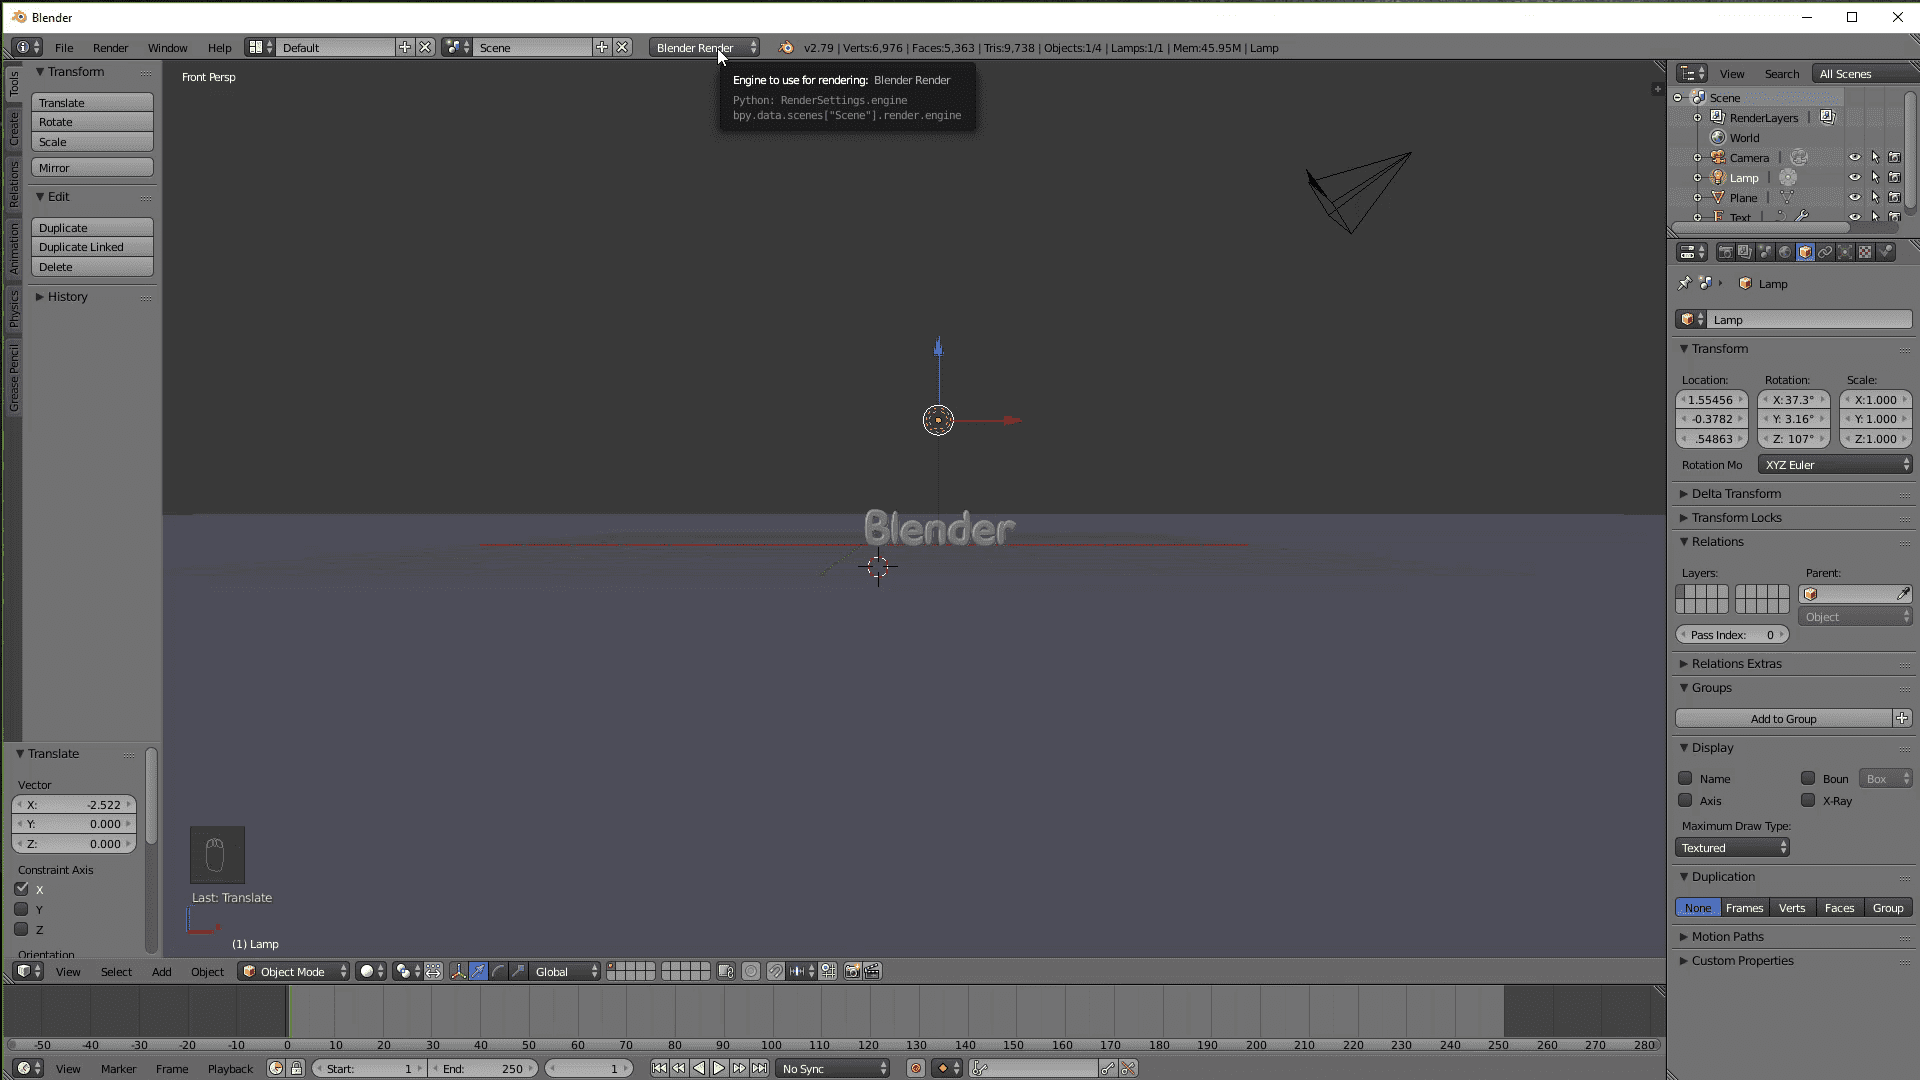 Blender
File Render Window Help Default Scene Blender Render v2.79 | Verts:6,976 | Faces:5,363 | Tris:9,738 | Objects:1/4 | Lamps:1/1 | Mem:45.95M | Lamp
Tools
Create
Relations
Animation
Physics
Grease Pencil
Transform
Translate
Rotate
Scale
Mirror
Edit
Duplicate
Duplicate Linked
Delete
History
Front Persp
Engine to use for rendering: Blender Render
Python: RenderSettings.engine
bpy.data.scenes["Scene"].render.engine
Blender
Translate
Vector
X: -2.522
Y: 0.000
Z: 0.000
Constraint Axis
X
Y
Z
Orientation
Last: Translate
(1) Lamp
View Select Add Object Object Mode Global
-50 -40 -30 -20 -10 0 10 20 30 40 50 60 70 80 90 100 110 120 130 140 150 160 170 180 190 200 210 220 230 240 250 260 270 280
View Marker Frame Playback Start: 1 End: 250 1 No Sync
View Search All Scenes
Scene
RenderLayers |
World
Camera |
Lamp |
Plane |
Text |
Lamp
Lamp
Transform
Location: Rotation: Scale:
1.55456 X:37.3° X:1.000
-0.3782 Y: 3.16° Y: 1.000
.54863 Z: 107° Z:1.000
Rotation Mo XYZ Euler
Delta Transform
Transform Locks
Relations
Layers: Parent:
Object
Pass Index: 0
Relations Extras
Groups
Add to Group
Display
Name Boun Box
Axis X-Ray
Maximum Draw Type:
Textured
Duplication
None Frames Verts Faces Group
Motion Paths
Custom Properties